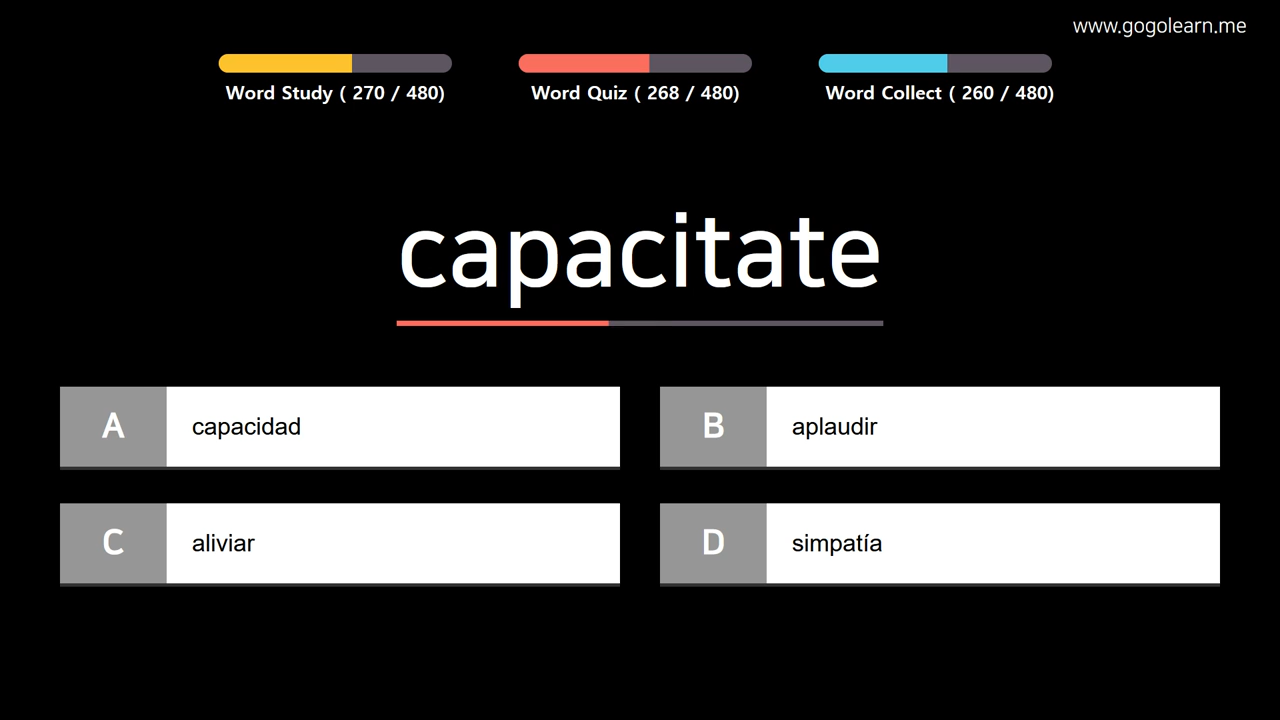 www.gogolearn.me
Word Study ( 270 / 480)
Word Quiz ( 268 / 480)
Word Collect ( 260 / 480)
capacitate
A capacidad
B aplaudir
C aliviar
D simpatía